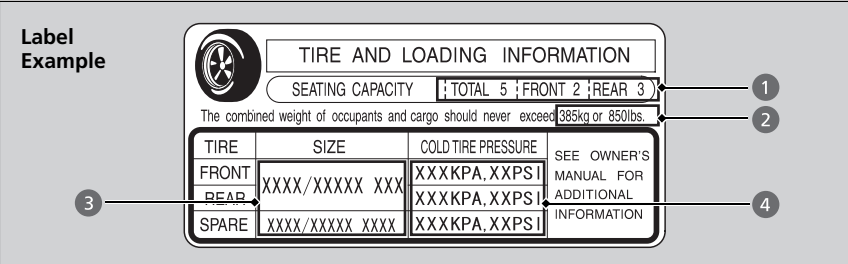 Label
Example
TIRE AND LOADING INFORMATION
SEATING CAPACITY TOTAL 5 FRONT 2 REAR 3
1
The combined weight of occupants and cargo should never exceed 385kg or 850lbs.
2
TIRE SIZE COLD TIRE PRESSURE
SEE OWNER'S
MANUAL FOR
ADDITIONAL
INFORMATION
FRONT XXXX/XXXXX XXX XXXKPA,XXPSI
REAR XXXKPA,XXPSI
3
4
SPARE XXXX/XXXXX XXXX XXXKPA,XXPSI